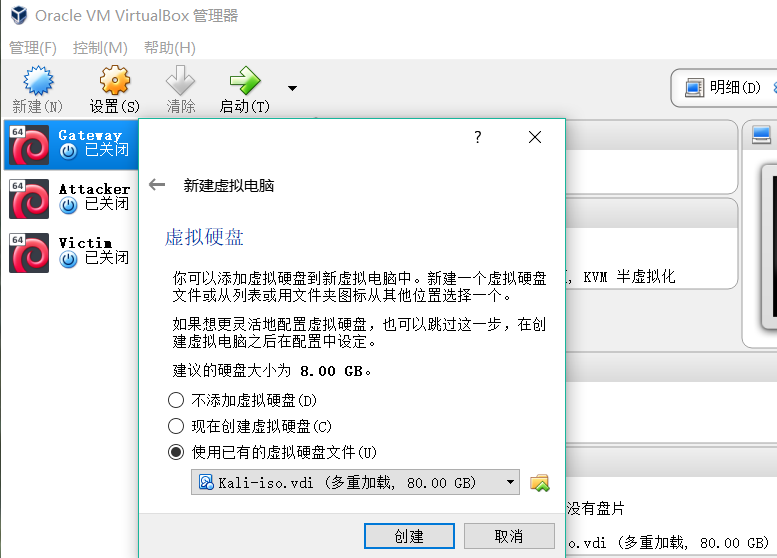 Oracle VM VirtualBox 管理器
管理(F) 控制(M) 帮助(H)
新建(N) 设置(S) 清除 启动(T)
明细(D)
64 Gateway
已关闭
64 Attacker
已关闭
64 Victim
已关闭
?
新建虚拟电脑
虚拟硬盘
你可以添加虚拟硬盘到新虚拟电脑中。新建一个虚拟硬盘
文件或从列表或用文件夹图标从其他位置选择一个。
如果想更灵活地配置虚拟硬盘，也可以跳过这一步，在创
建虚拟电脑之后在配置中设定。
建议的硬盘大小为 8.00 GB。
不添加虚拟硬盘(D)
现在创建虚拟硬盘(C)
使用已有的虚拟硬盘文件(U)
Kali-iso.vdi (多重加载, 80.00 GB)
创建 取消
, KVM 半虚拟化
没有盘片
o.vdi (多重加载, 80.00 GB)